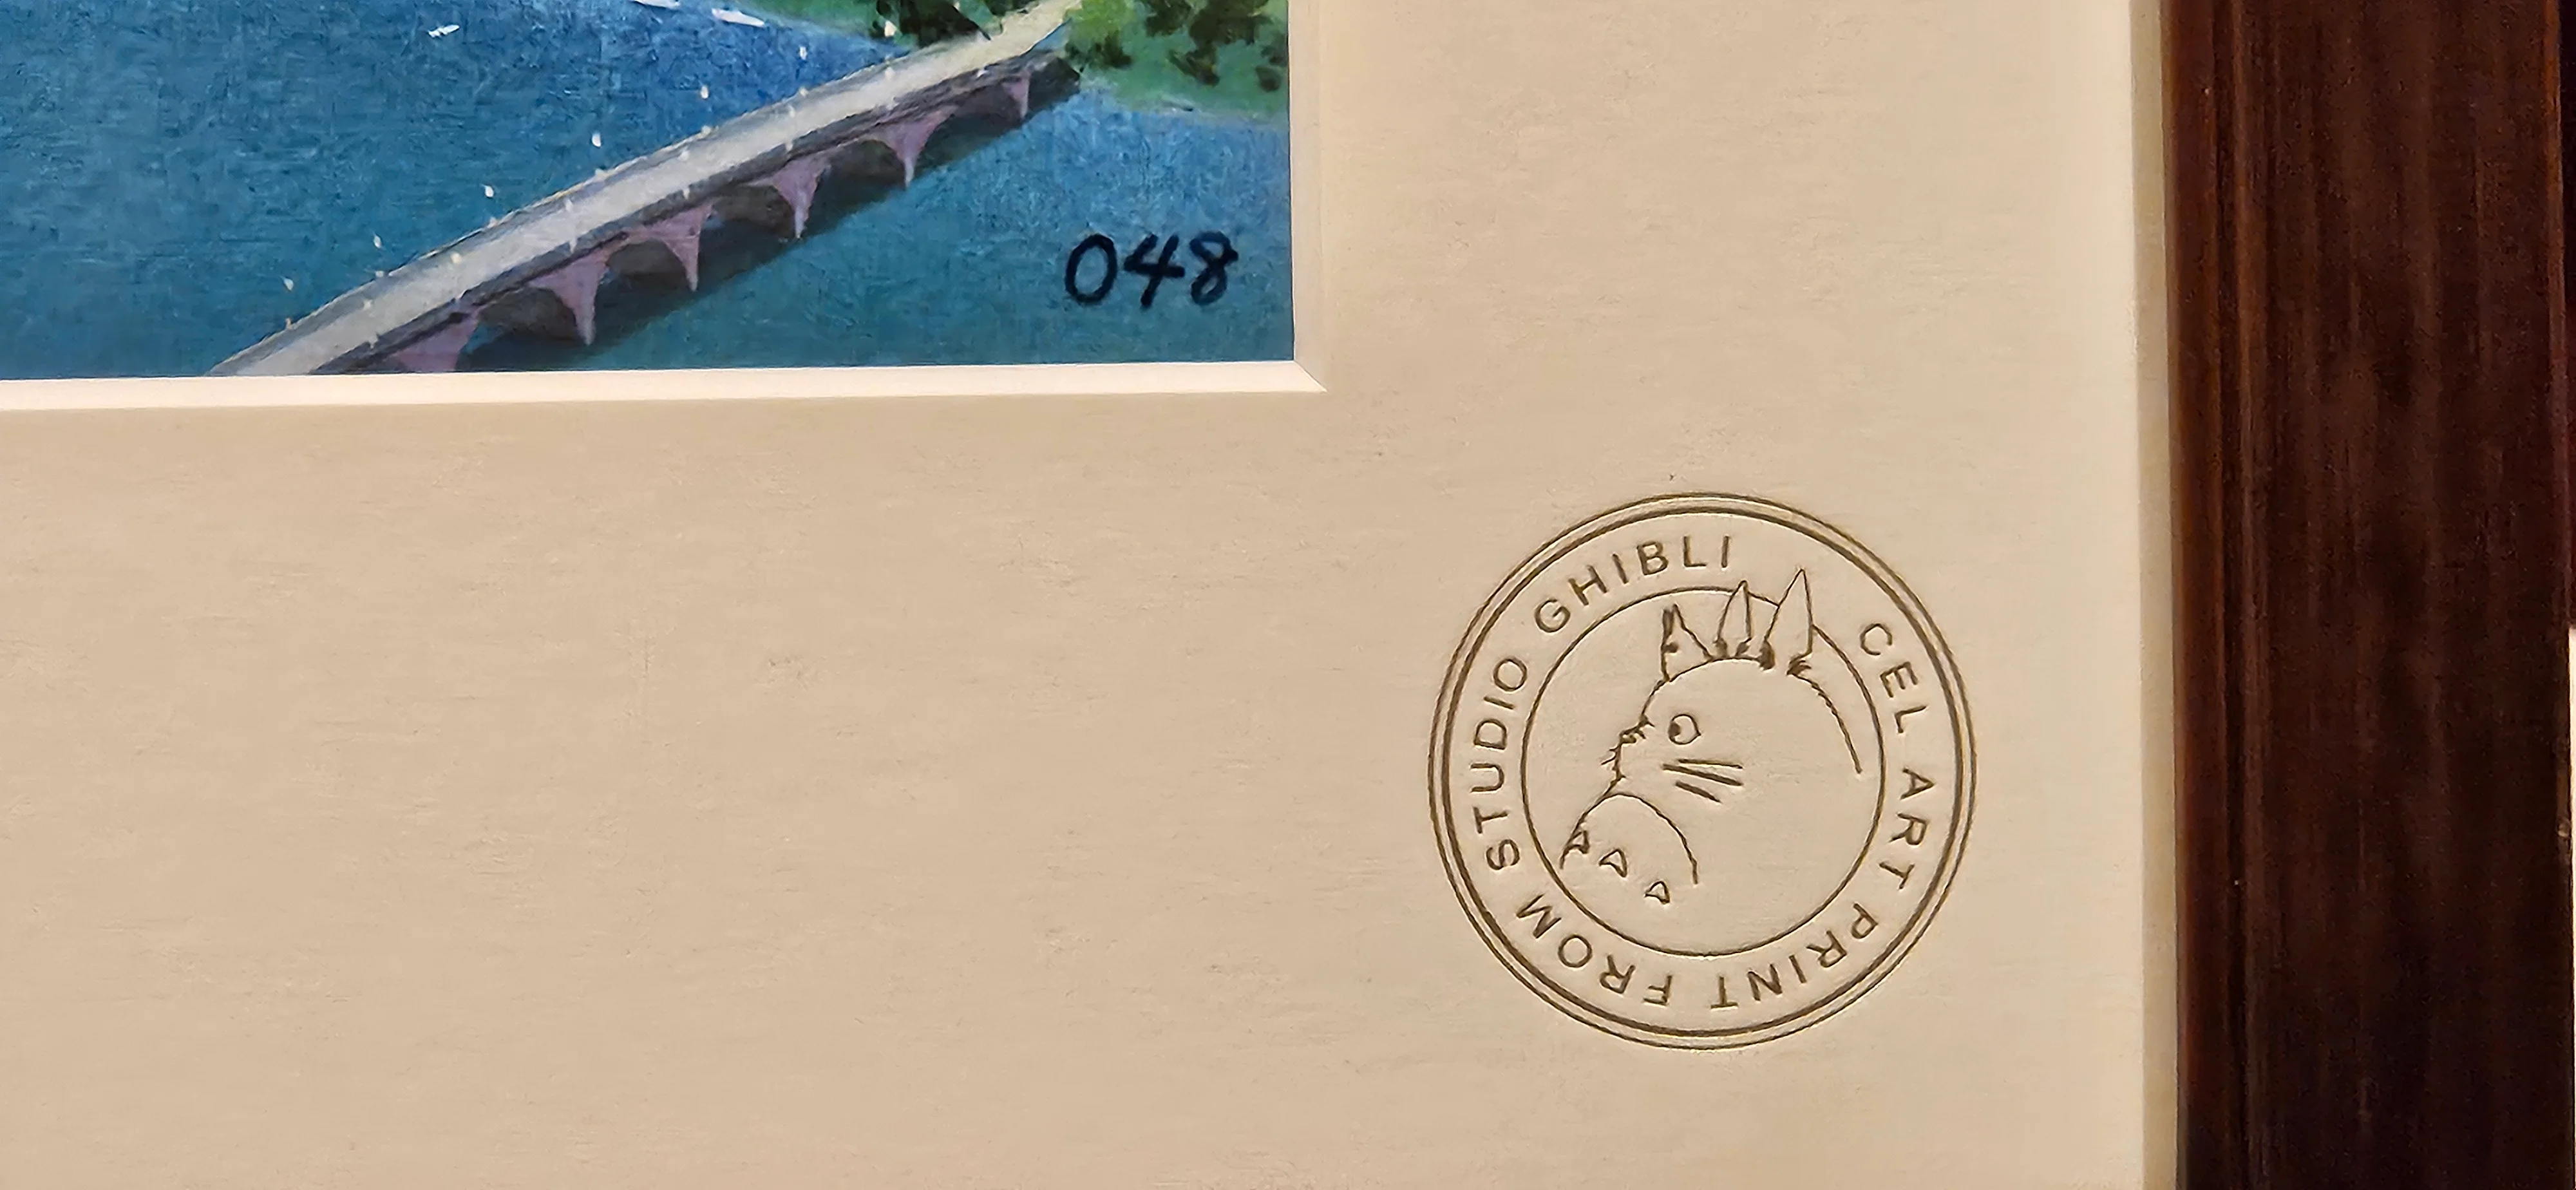 048
CEL ART PRINT FROM STUDIO GHIBLI